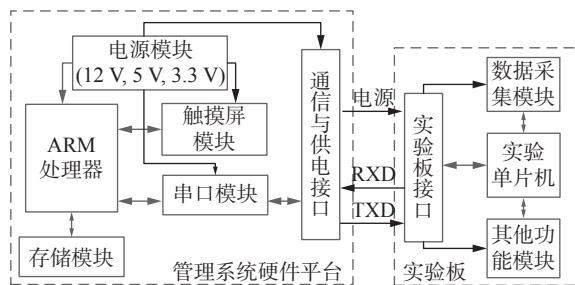 电源模块
(12 V, 5 V, 3.3 V)
ARM
处理器
触摸屏
模块
串口模块
存储模块
管理系统硬件平台
通信与供电接口
电源
RXD
TXD
实验板接口
数据采
集模块
实验
单片机
其他功
能模块
实验板